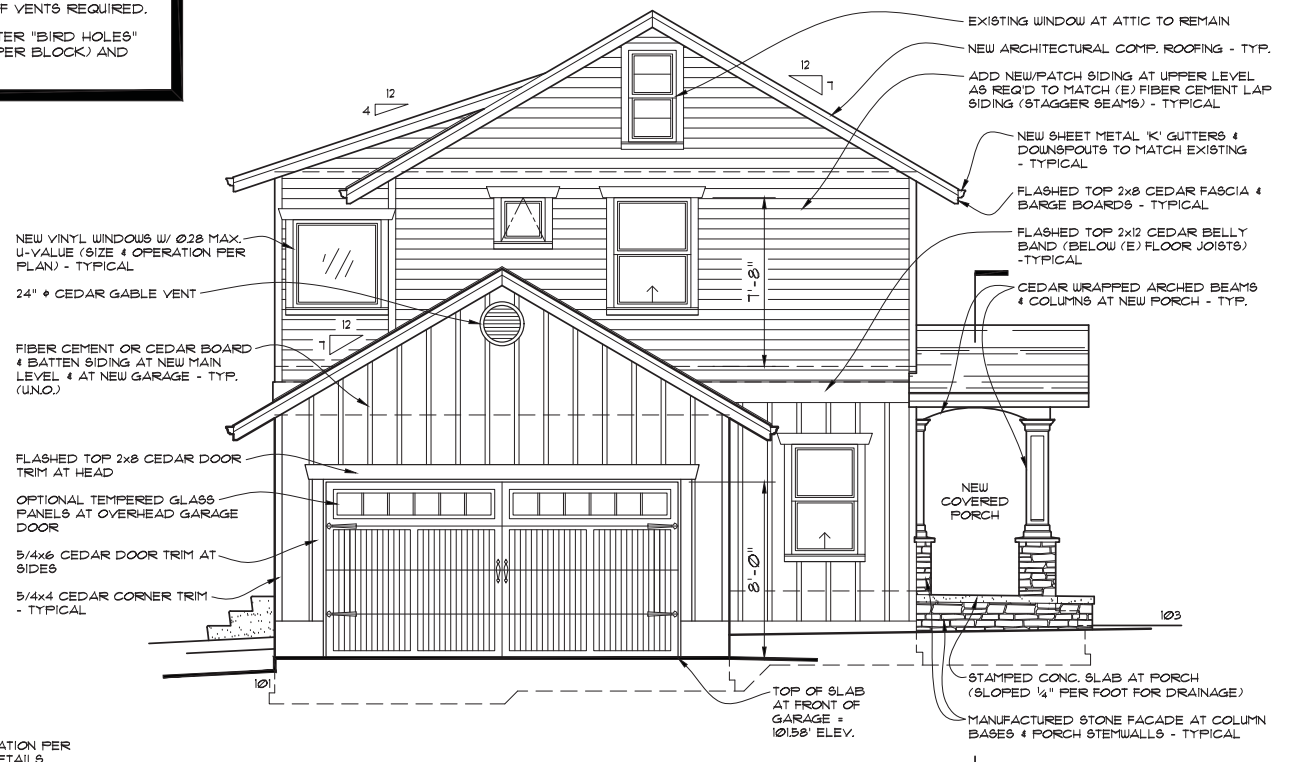 F VENTS REQUIRED.
TER "BIRD HOLES"
PER BLOCK) AND
EXISTING WINDOW AT ATTIC TO REMAIN
NEW ARCHITECTURAL COMP. ROOFING - TYP.
ADD NEW/PATCH SIDING AT UPPER LEVEL
AS REQ'D TO MATCH (E) FIBER CEMENT LAP
SIDING (STAGGER SEAMS) - TYPICAL
NEW SHEET METAL 'K' GUTTERS &
DOWNSPOUTS TO MATCH EXISTING
- TYPICAL
FLASHED TOP 2x8 CEDAR FASCIA &
BARGE BOARDS - TYPICAL
FLASHED TOP 2x12 CEDAR BELLY
BAND (BELOW (E) FLOOR JOISTS)
-TYPICAL
CEDAR WRAPPED ARCHED BEAMS
& COLUMNS AT NEW PORCH - TYP.
12
4
12
7
12
7
7'-8"
8'-0"
NEW VINYL WINDOWS W/ 0.28 MAX.
U-VALUE (SIZE & OPERATION PER
PLAN) - TYPICAL
24" ⌀ CEDAR GABLE VENT
FIBER CEMENT OR CEDAR BOARD
& BATTEN SIDING AT NEW MAIN
LEVEL & AT NEW GARAGE - TYP.
(U.N.O.)
FLASHED TOP 2x8 CEDAR DOOR
TRIM AT HEAD
OPTIONAL TEMPERED GLASS
PANELS AT OVERHEAD GARAGE
DOOR
5/4x6 CEDAR DOOR TRIM AT
SIDES
5/4x4 CEDAR CORNER TRIM
- TYPICAL
NEW
COVERED
PORCH
103
101
TOP OF SLAB
AT FRONT OF
GARAGE =
101.58' ELEV.
STAMPED CONC. SLAB AT PORCH
(SLOPED 1/4" PER FOOT FOR DRAINAGE)
MANUFACTURED STONE FACADE AT COLUMN
BASES & PORCH STEMWALLS - TYPICAL
ATION PER
ETAILS